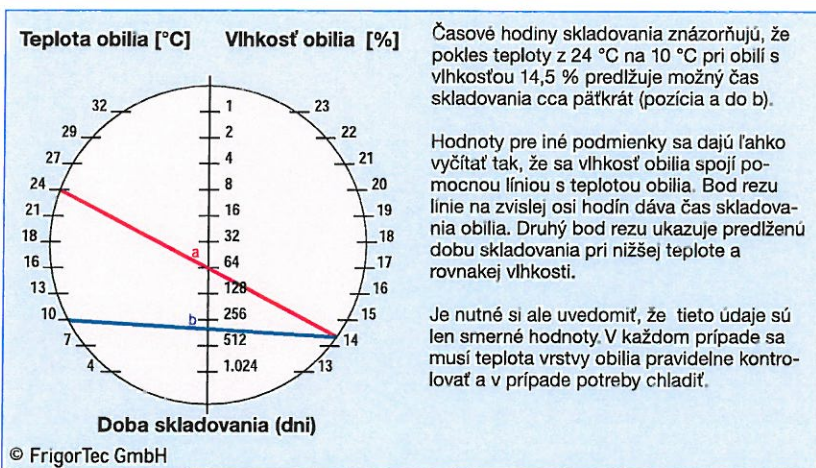 Teplota obilia [°C]
Vlhkosť obilia [%]
32
29
27
24
21
18
16
13
10
7
4
1
2
4
8
16
32
64
128
256
512
1.024
23
22
21
20
19
18
17
16
15
14
13
a
b
Doba skladovania (dni)
© FrigorTec GmbH
Časové hodiny skladovania znázorňujú, že
pokles teploty z 24 °C na 10 °C pri obilí s
vlhkosťou 14,5 % predlžuje možný čas
skladovania cca päťkrát (pozícia a do b).
Hodnoty pre iné podmienky sa dajú ľahko
vyčítať tak, že sa vlhkosť obilia spojí po-
mocnou líniou s teplotou obilia. Bod rezu
línie na zvislej osi hodín dáva čas skladova-
nia obilia. Druhý bod rezu ukazuje predlženú
dobu skladovania pri nižšej teplote a
rovnakej vlhkosti.
Je nutné si ale uvedomiť, že tieto údaje sú
len smerné hodnoty. V každom prípade sa
musí teplota vrstvy obilia pravidelne kontro-
lovať a v prípade potreby chladiť.